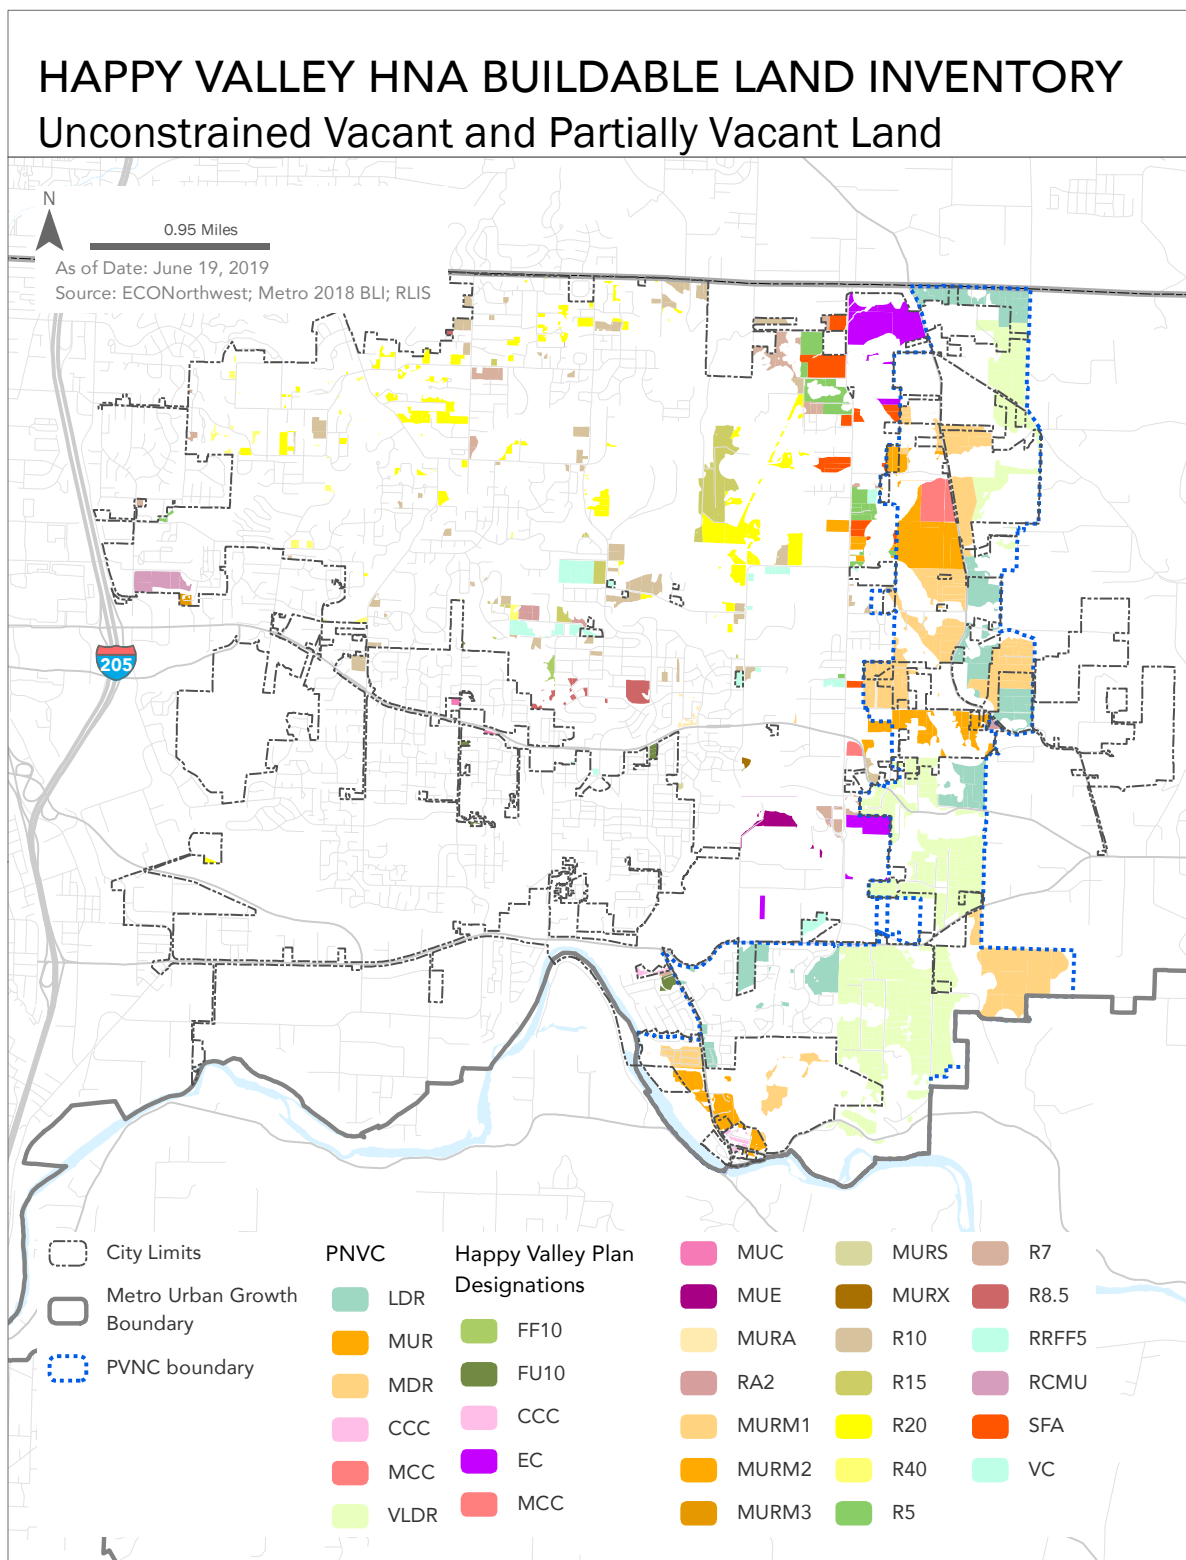 HAPPY VALLEY HNA BUILDABLE LAND INVENTORY
Unconstrained Vacant and Partially Vacant Land
N
0.95 Miles
As of Date: June 19, 2019
Source: ECONorthwest; Metro 2018 BLI; RLIS
205
City Limits
Metro Urban Growth
Boundary
PVNC boundary
PNVC
LDR
MUR
MDR
CCC
MCC
VLDR
Happy Valley Plan
Designations
FF10
FU10
CCC
EC
MCC
MUC
MUE
MURA
RA2
MURM1
MURM2
MURM3
MURS
MURX
R10
R15
R20
R40
R5
R7
R8.5
RRFF5
RCMU
SFA
VC